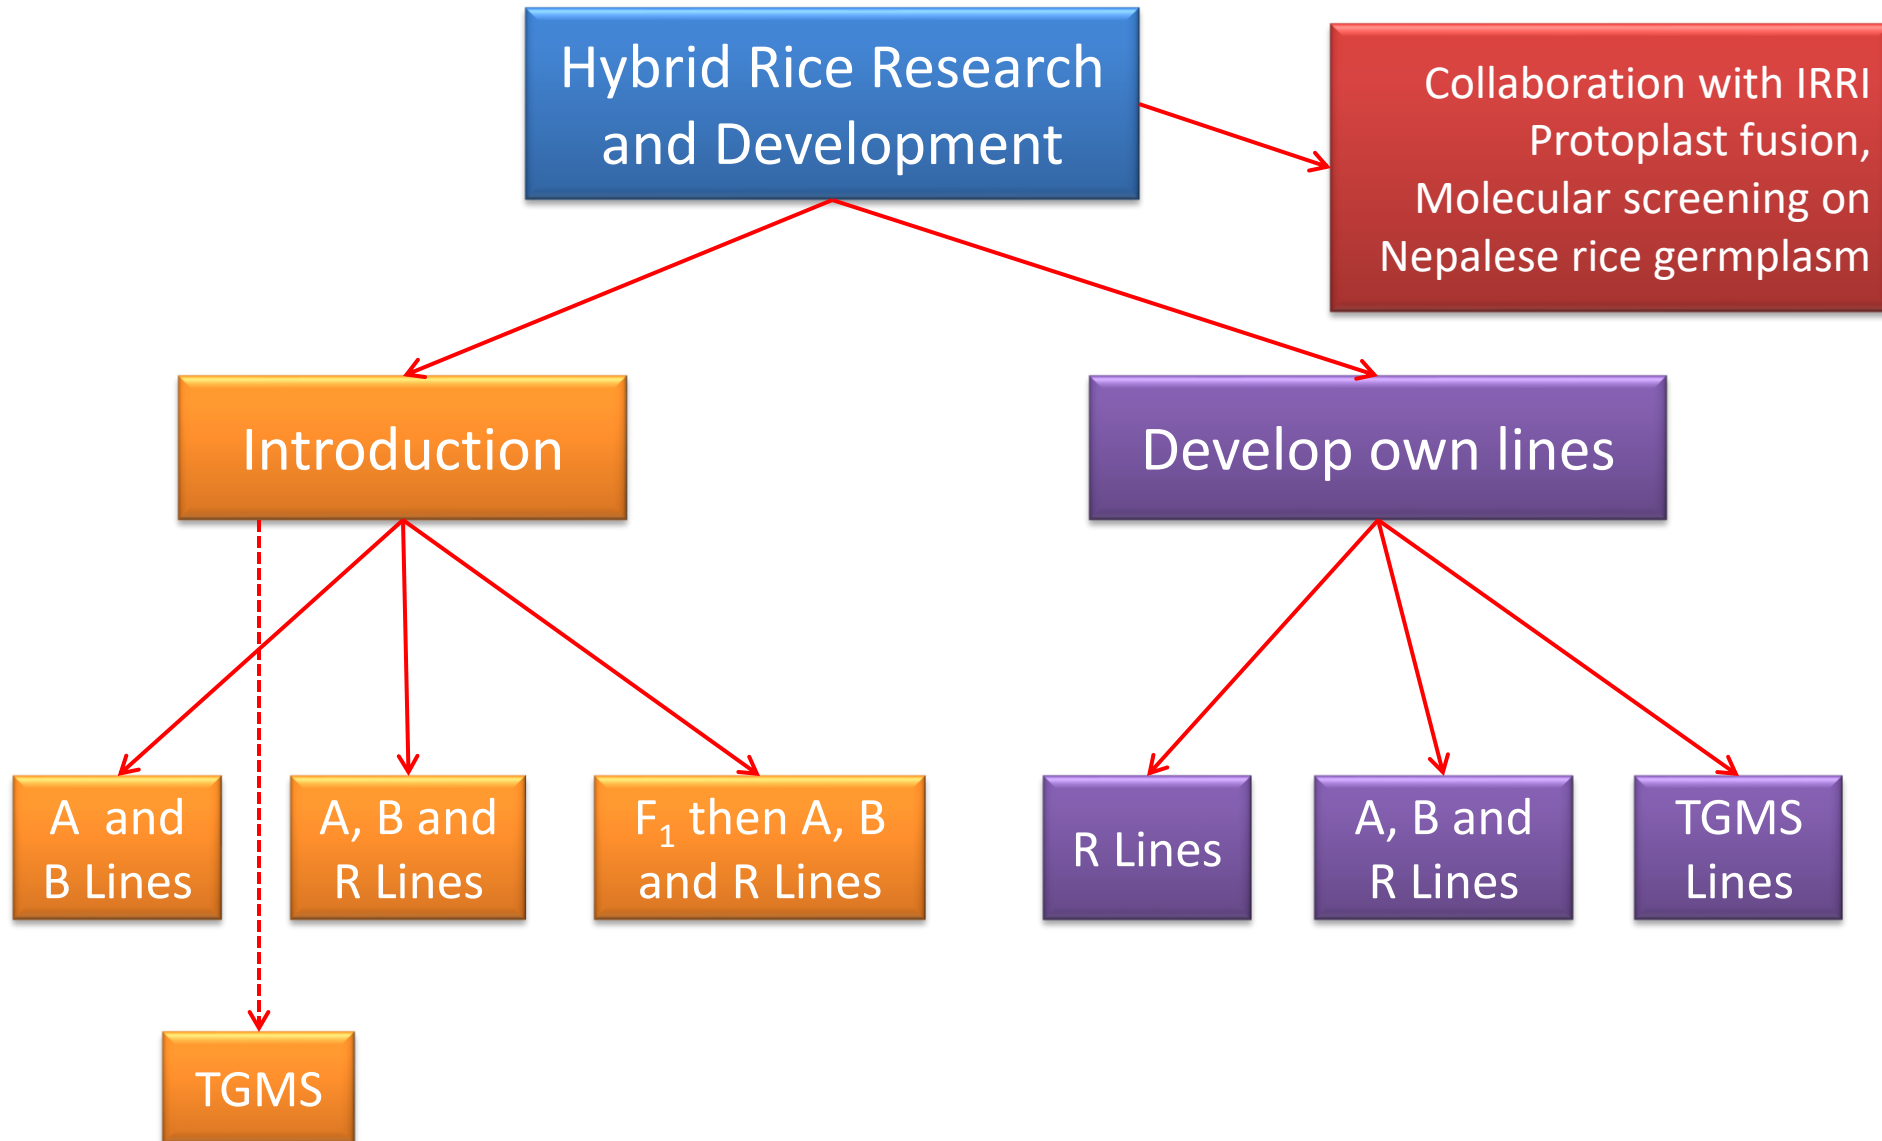 Hybrid Rice Research
and Development
Collaboration with IRRI
Protoplast fusion,
Molecular screening on
Nepalese rice germplasm
Introduction
Develop own lines
A and
B Lines
A, B and
R Lines
F₁ then A, B
and R Lines
R Lines
A, B and
R Lines
TGMS
Lines
TGMS